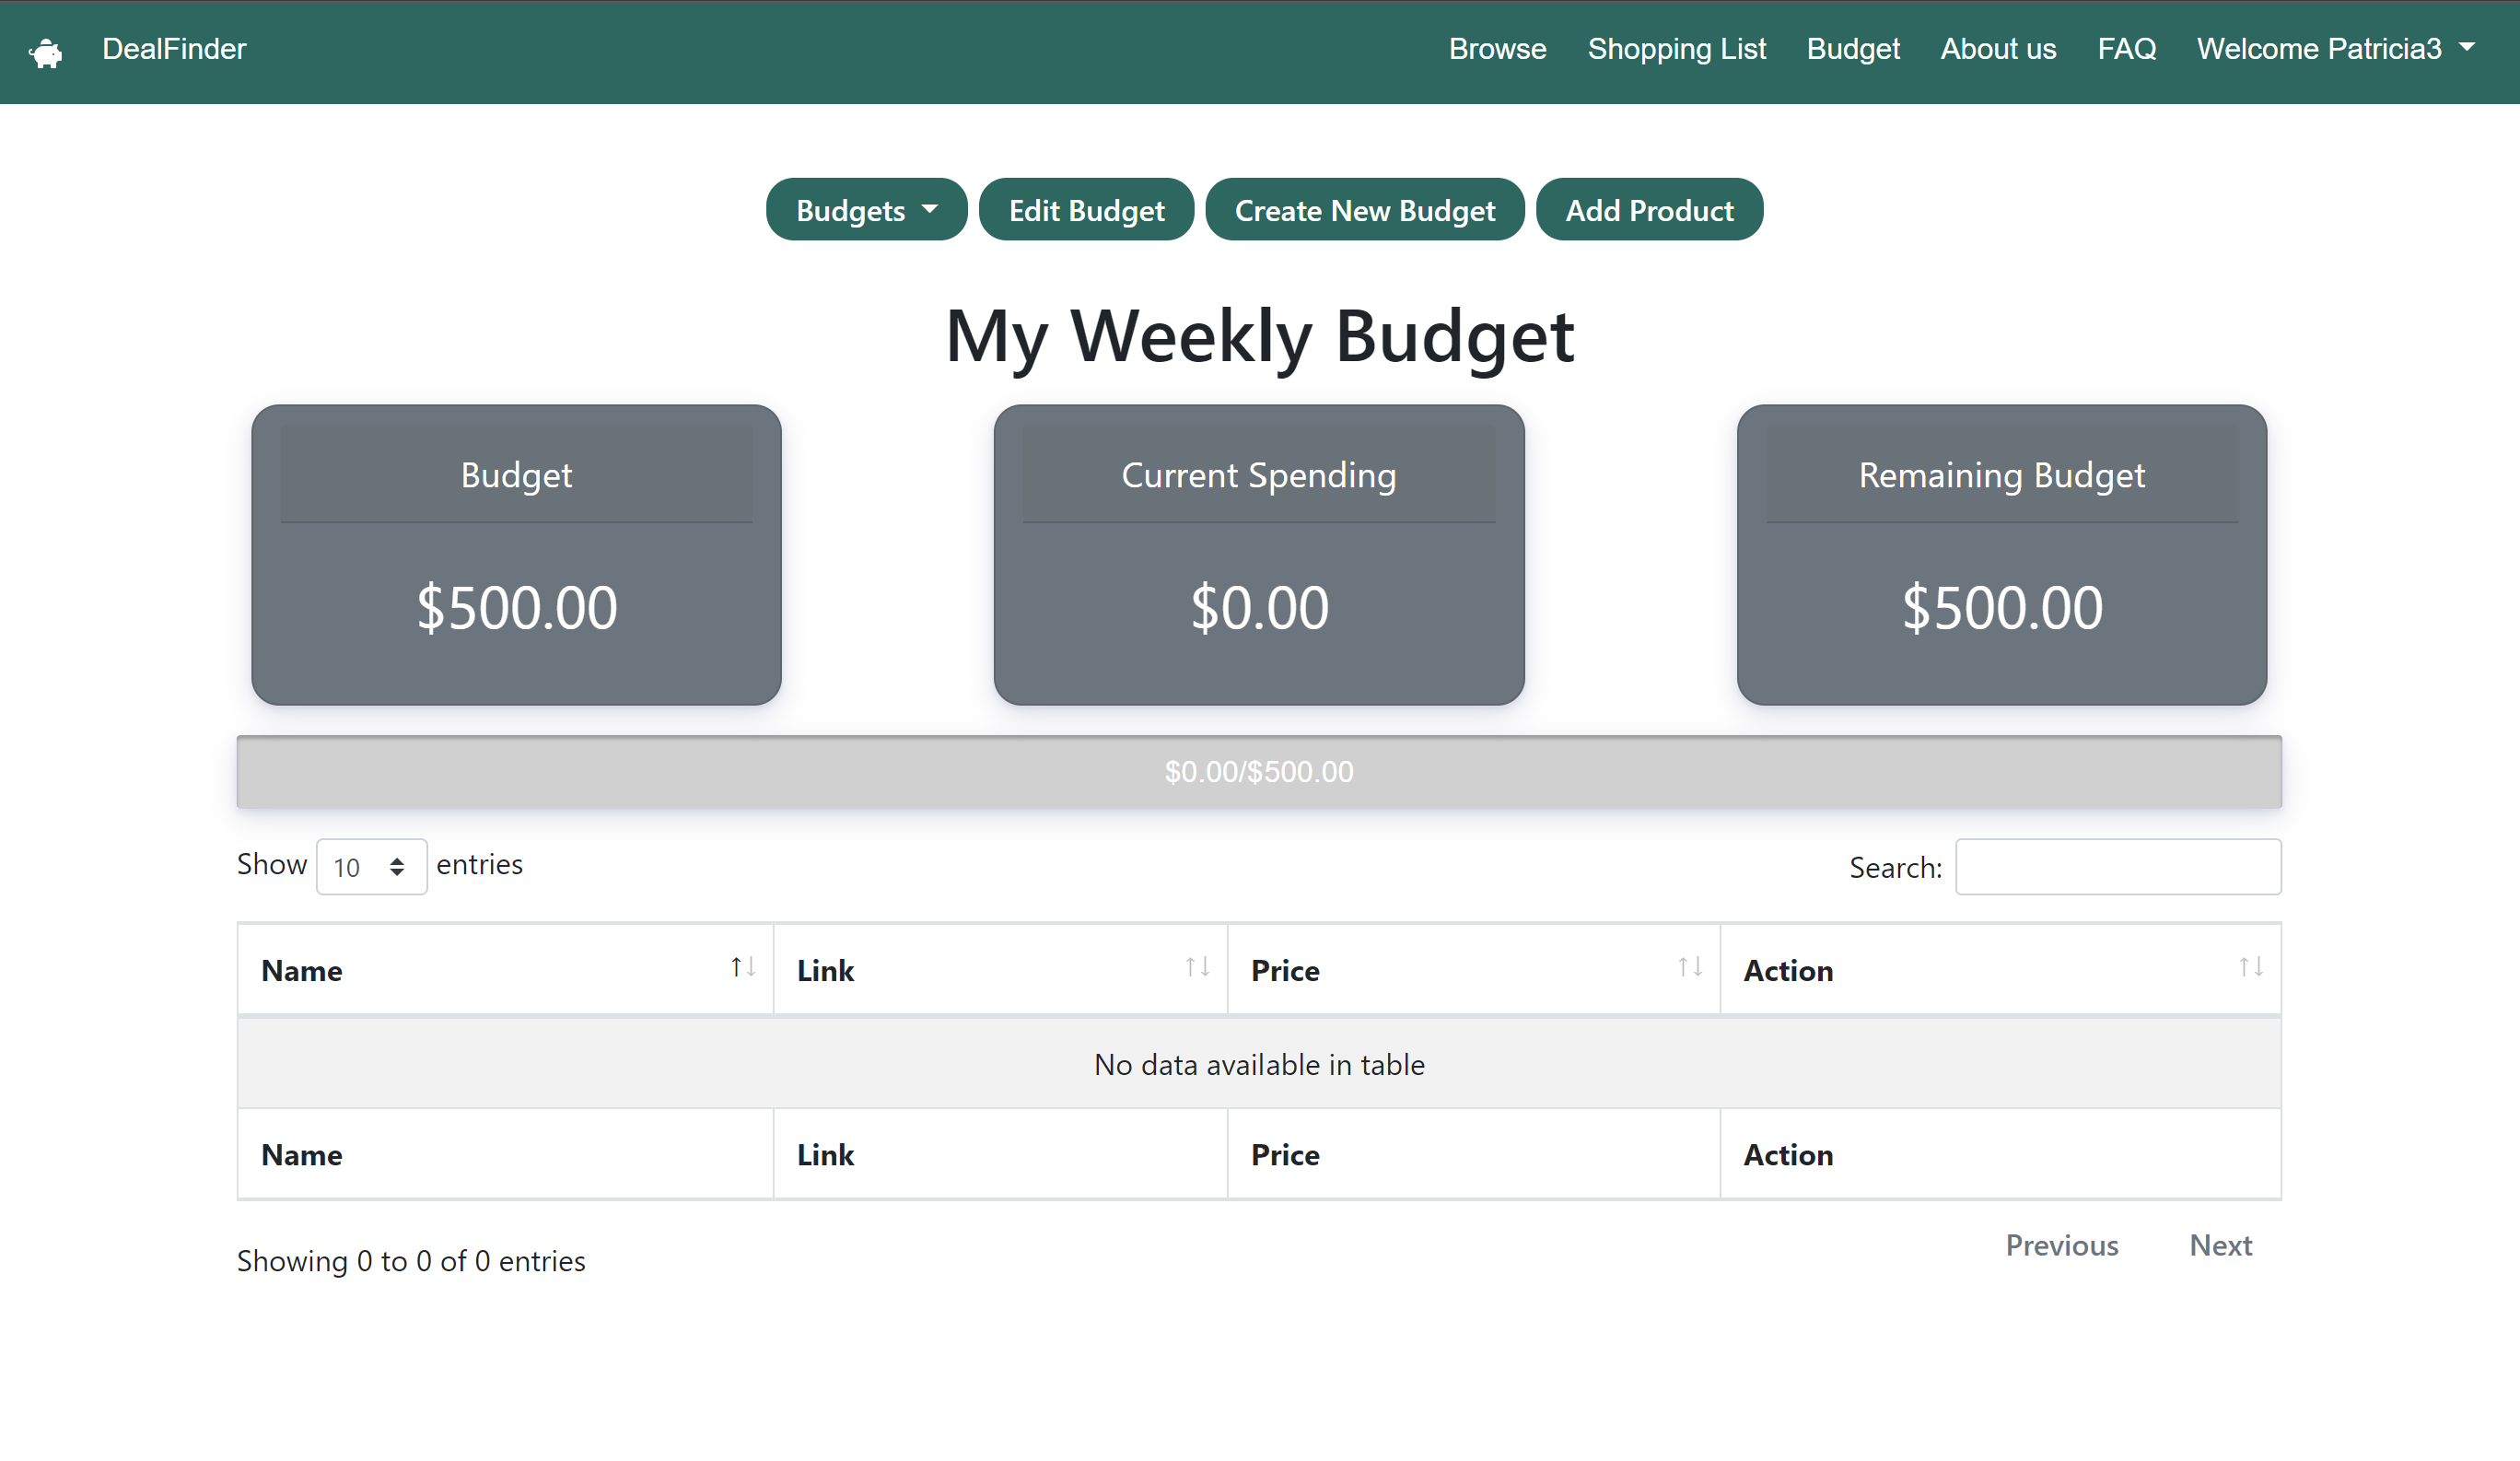 DealFinder Browse Shopping List Budget About us FAQ Welcome Patricia3
Budgets Edit Budget Create New Budget Add Product
My Weekly Budget
Budget Current Spending Remaining Budget
$500.00 $0.00 $500.00
$0.00/$500.00
Show 10 entries Search:
Name Link Price Action
No data available in table
Name Link Price Action
Showing 0 to 0 of 0 entries Previous Next